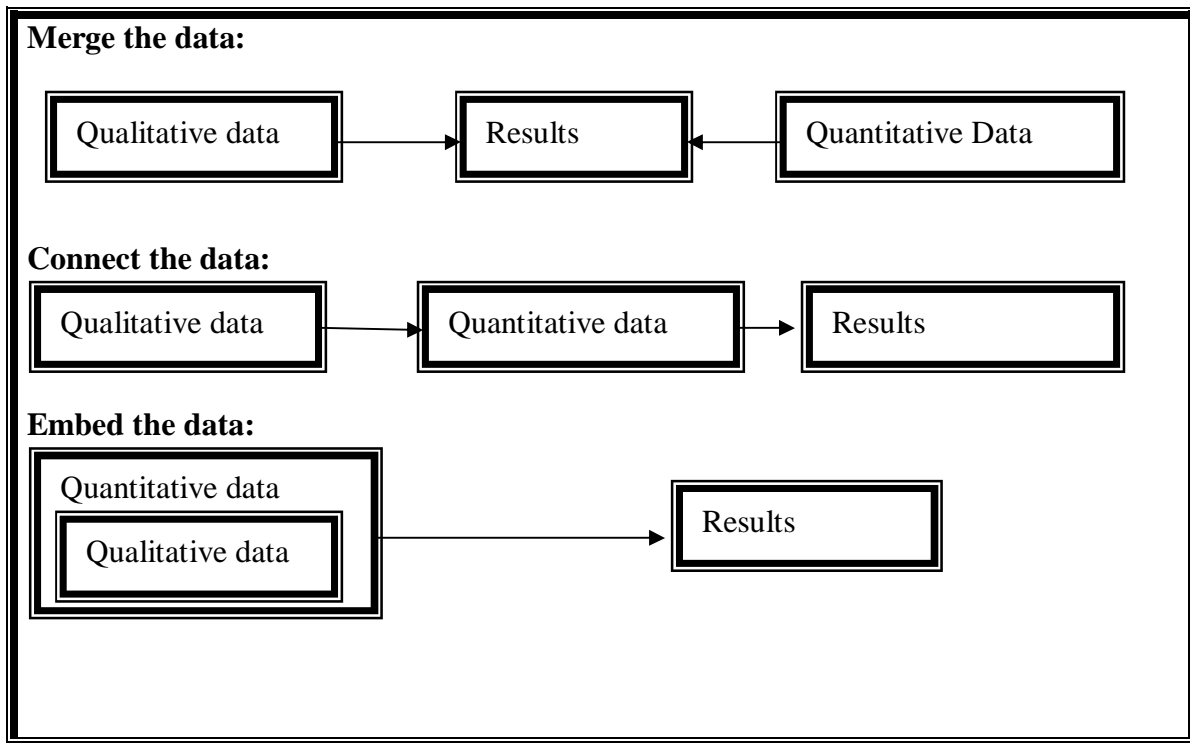 Merge the data:
Qualitative data
Results
Quantitative Data
Connect the data:
Qualitative data
Quantitative data
Results
Embed the data:
Quantitative data
Qualitative data
Results